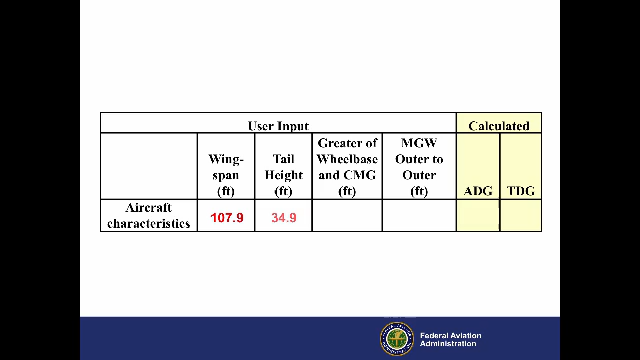 User Input
Calculated
Wing-
span
(ft)
Tail
Height
(ft)
Greater of
Wheelbase
and CMG
(ft)
MGW
Outer to
Outer
(ft)
ADG
TDG
Aircraft
characteristics
107.9
34.9
Federal Aviation
Administration